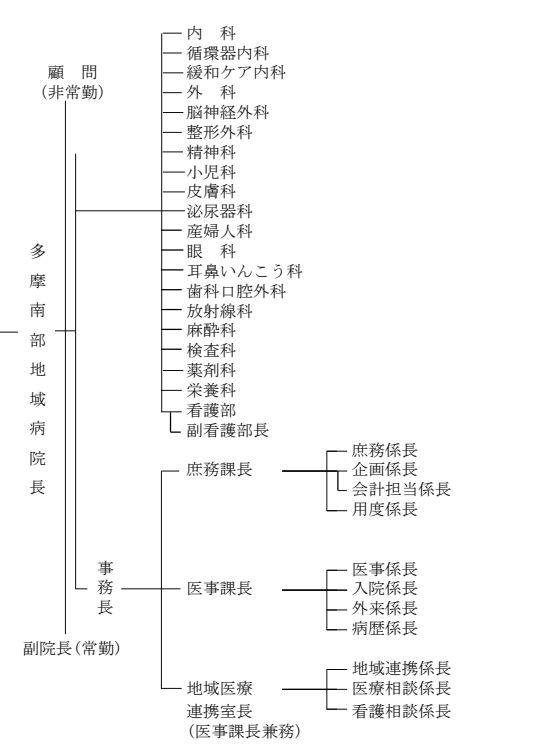 顧　問
(非常勤)
多摩南部地域病院長
副院長(常勤)
内　科
循環器内科
緩和ケア内科
外　科
脳神経外科
整形外科
精神科
小児科
皮膚科
泌尿器科
産婦人科
眼　科
耳鼻いんこう科
歯科口腔外科
放射線科
麻酔科
検査科
薬剤科
栄養科
看護部
副看護部長
事務長
庶務課長
庶務係長
企画係長
会計担当係長
用度係長
医事課長
医事係長
入院係長
外来係長
病歴係長
地域医療
連携室長
(医事課長兼務)
地域連携係長
医療相談係長
看護相談係長